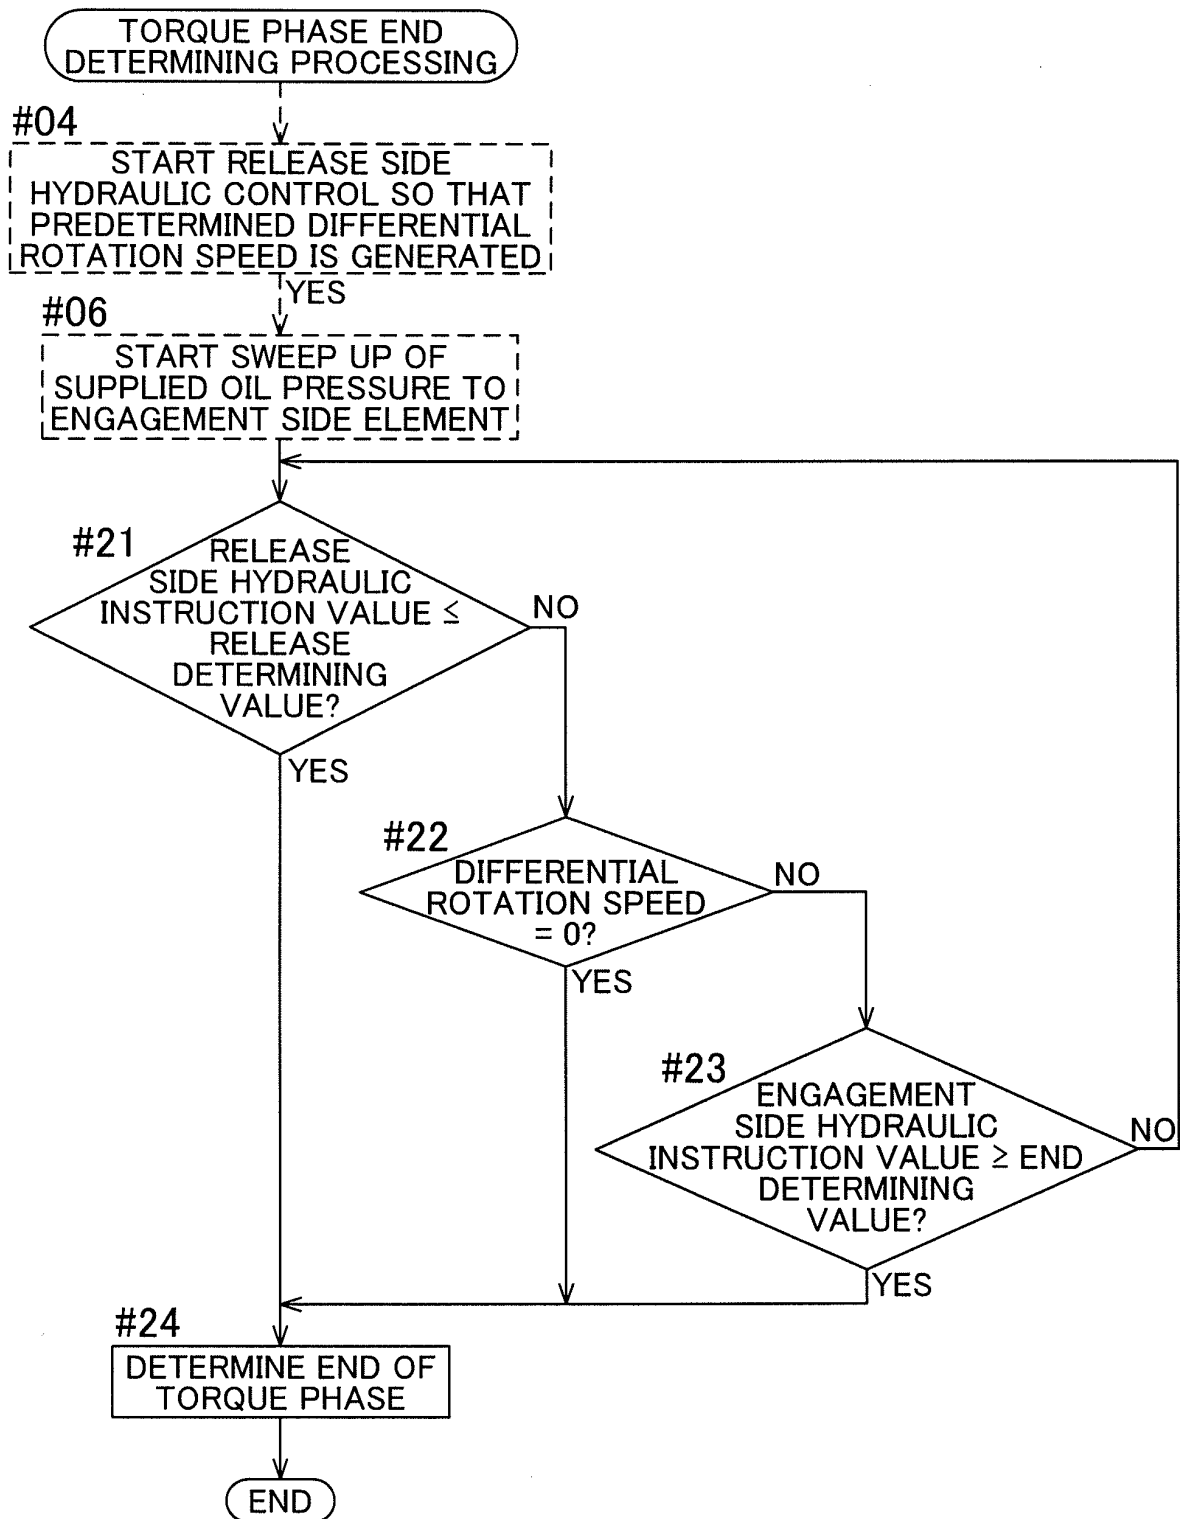 TORQUE PHASE END
DETERMINING PROCESSING
#04
START RELEASE SIDE
HYDRAULIC CONTROL SO THAT
PREDETERMINED DIFFERENTIAL
ROTATION SPEED IS GENERATED
YES
#06
START SWEEP UP OF
SUPPLIED OIL PRESSURE TO
ENGAGEMENT SIDE ELEMENT
#21
RELEASE
SIDE HYDRAULIC
INSTRUCTION VALUE ≤
RELEASE
DETERMINING
VALUE?
NO
YES
#22
DIFFERENTIAL
ROTATION SPEED
= 0?
NO
YES
#23
ENGAGEMENT
SIDE HYDRAULIC
INSTRUCTION VALUE ≥ END
DETERMINING
VALUE?
NO
YES
#24
DETERMINE END OF
TORQUE PHASE
END